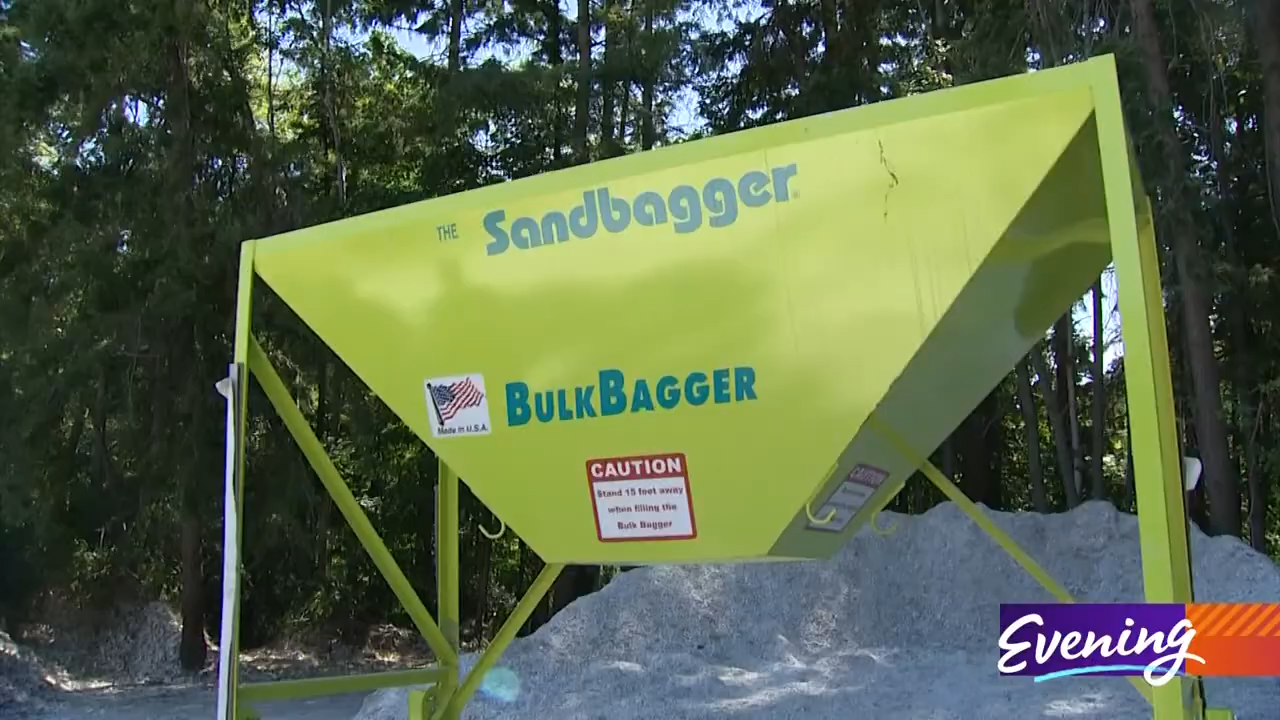 THE Sandbagger®
Made in U.S.A.
BULKBAGGER
CAUTION
Stand 15 feet away
when filling the
Bulk Bagger
CAUTION
Evening